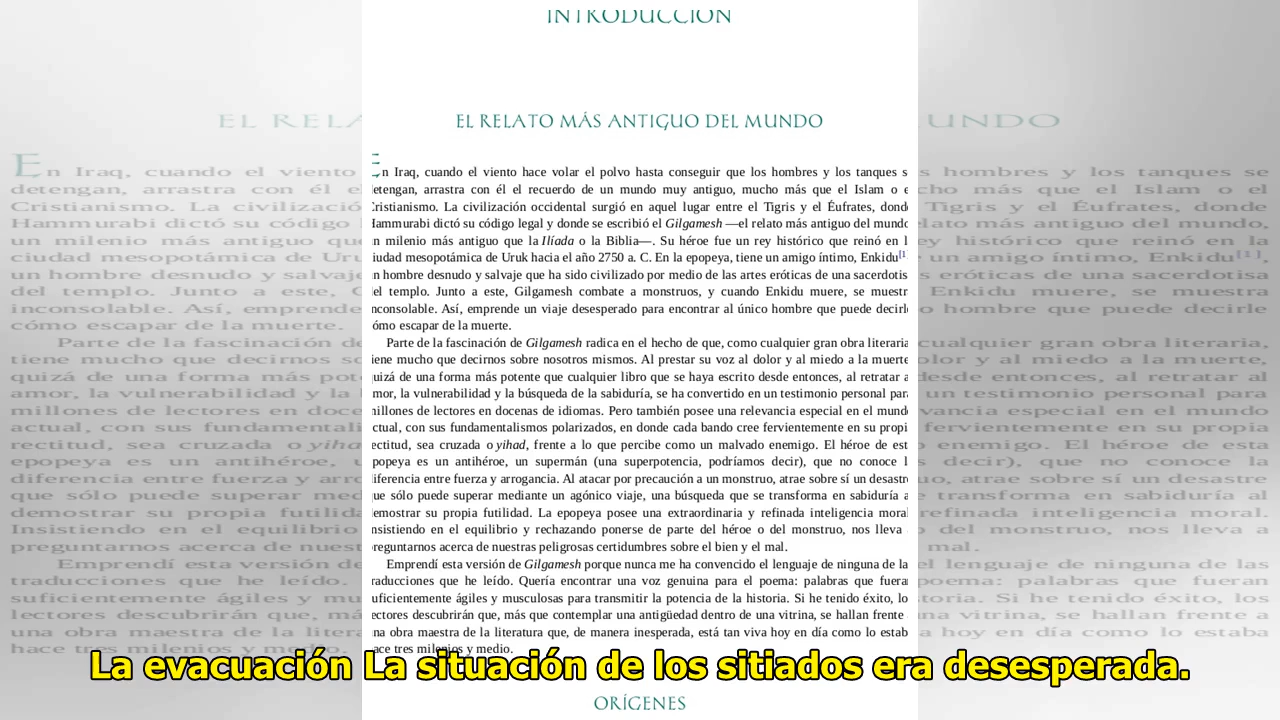 INTRODUCCIÓN
EL RELATO MÁS ANTIGUO DEL MUNDO
En Iraq, cuando el viento hace volar el polvo hasta conseguir que los hombres y los tanques se
detengan, arrastra con él el recuerdo de un mundo muy antiguo, mucho más que el Islam o el
Cristianismo. La civilización occidental surgió en aquel lugar entre el Tigris y el Éufrates, donde
Hammurabi dictó su código legal y donde se escribió el Gilgamesh —el relato más antiguo del mundo,
un milenio más antiguo que la Ilíada o la Biblia—. Su héroe fue un rey histórico que reinó en la
ciudad mesopotámica de Uruk hacia el año 2750 a. C. En la epopeya, tiene un amigo íntimo, Enkidu[1],
un hombre desnudo y salvaje que ha sido civilizado por medio de las artes eróticas de una sacerdotisa
del templo. Junto a este, Gilgamesh combate a monstruos, y cuando Enkidu muere, se muestra
inconsolable. Así, emprende un viaje desesperado para encontrar al único hombre que puede decirle
cómo escapar de la muerte.
Parte de la fascinación de Gilgamesh radica en el hecho de que, como cualquier gran obra literaria,
tiene mucho que decirnos sobre nosotros mismos. Al prestar su voz al dolor y al miedo a la muerte,
quizá de una forma más potente que cualquier libro que se haya escrito desde entonces, al retratar al
amor, la vulnerabilidad y la búsqueda de la sabiduría, se ha convertido en un testimonio personal para
millones de lectores en docenas de idiomas. Pero también posee una relevancia especial en el mundo
actual, con sus fundamentalismos polarizados, en donde cada bando cree fervientemente en su propia
rectitud, sea cruzada o yihad, frente a lo que percibe como un malvado enemigo. El héroe de esta
epopeya es un antihéroe, un supermán (una superpotencia, podríamos decir), que no conoce la
diferencia entre fuerza y arrogancia. Al atacar por precaución a un monstruo, atrae sobre sí un desastre
que sólo puede superar mediante un agónico viaje, una búsqueda que se transforma en sabiduría al
demostrar su propia futilidad. La epopeya posee una extraordinaria y refinada inteligencia moral.
Insistiendo en el equilibrio y rechazando ponerse de parte del héroe o del monstruo, nos lleva a
preguntarnos acerca de nuestras peligrosas certidumbres sobre el bien y el mal.
Emprendí esta versión de Gilgamesh porque nunca me ha convencido el lenguaje de ninguna de las
traducciones que he leído. Quería encontrar una voz genuina para el poema: palabras que fueran
suficientemente ágiles y musculosas para transmitir la potencia de la historia. Si he tenido éxito, los
lectores descubrirán que, más que contemplar una antigüedad dentro de una vitrina, se hallan frente a
una obra maestra de la literatura que, de manera inesperada, está tan viva hoy en día como lo estaba
hace tres milenios y medio.
La evacuación La situación de los sitiados era desesperada.
ORÍGENES